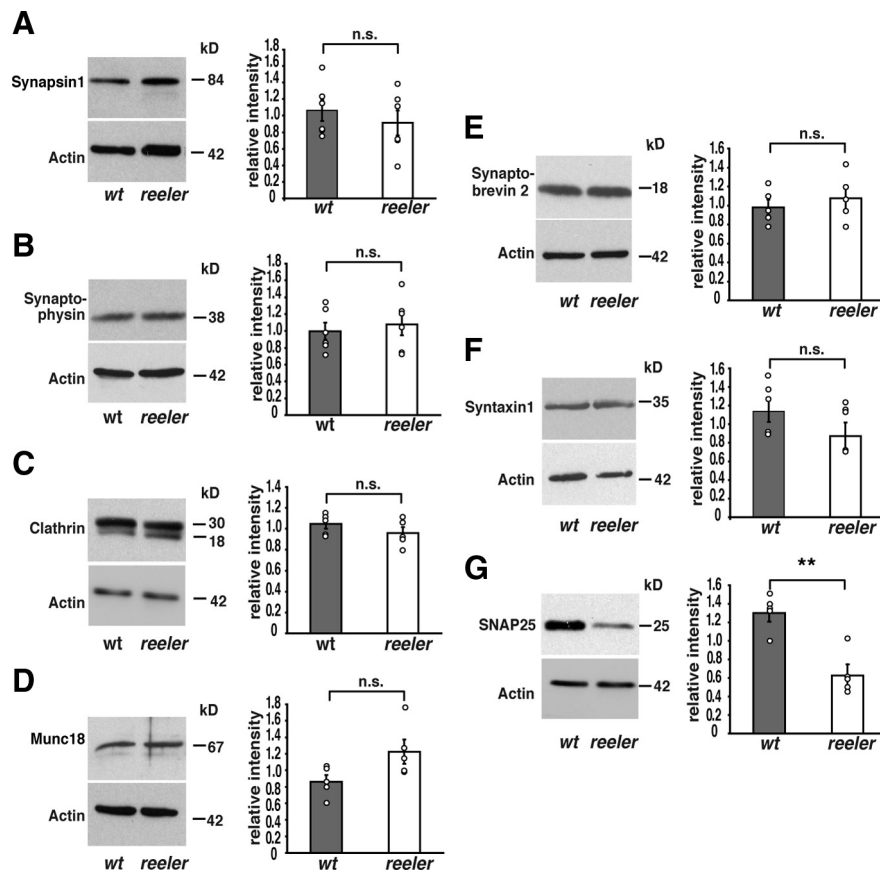 A
kD
Synapsin1
84
Actin
42
wt reeler
n.s.
relative intensity
1.8
1.6
1.4
1.2
1.0
0.8
0.6
0.4
0.2
0
wt reeler
B
kD
Synapto-
physin
38
Actin
42
wt reeler
n.s.
relative intensity
1.8
1.6
1.4
1.2
1.0
0.8
0.6
0.4
0.2
0
wt reeler
C
kD
Clathrin
30
18
Actin
42
wt reeler
n.s.
relative intensity
1.4
1.2
1.0
0.8
0.6
0.4
0.2
0
wt reeler
D
kD
Munc18
67
Actin
42
wt reeler
n.s.
relative intensity
1.8
1.6
1.4
1.2
1.0
0.8
0.6
0.4
0.2
0
wt reeler
E
kD
Synapto-
brevin 2
18
Actin
42
wt reeler
n.s.
relative intensity
1.6
1.4
1.2
1.0
0.8
0.6
0.4
0.2
0
wt reeler
F
kD
Syntaxin1
35
Actin
42
wt reeler
n.s.
relative intensity
1.6
1.4
1.2
1.0
0.8
0.6
0.4
0.2
0
wt reeler
G
kD
SNAP25
25
Actin
42
wt reeler
**
relative intensity
1.6
1.4
1.2
1.0
0.8
0.6
0.4
0.2
0
wt reeler